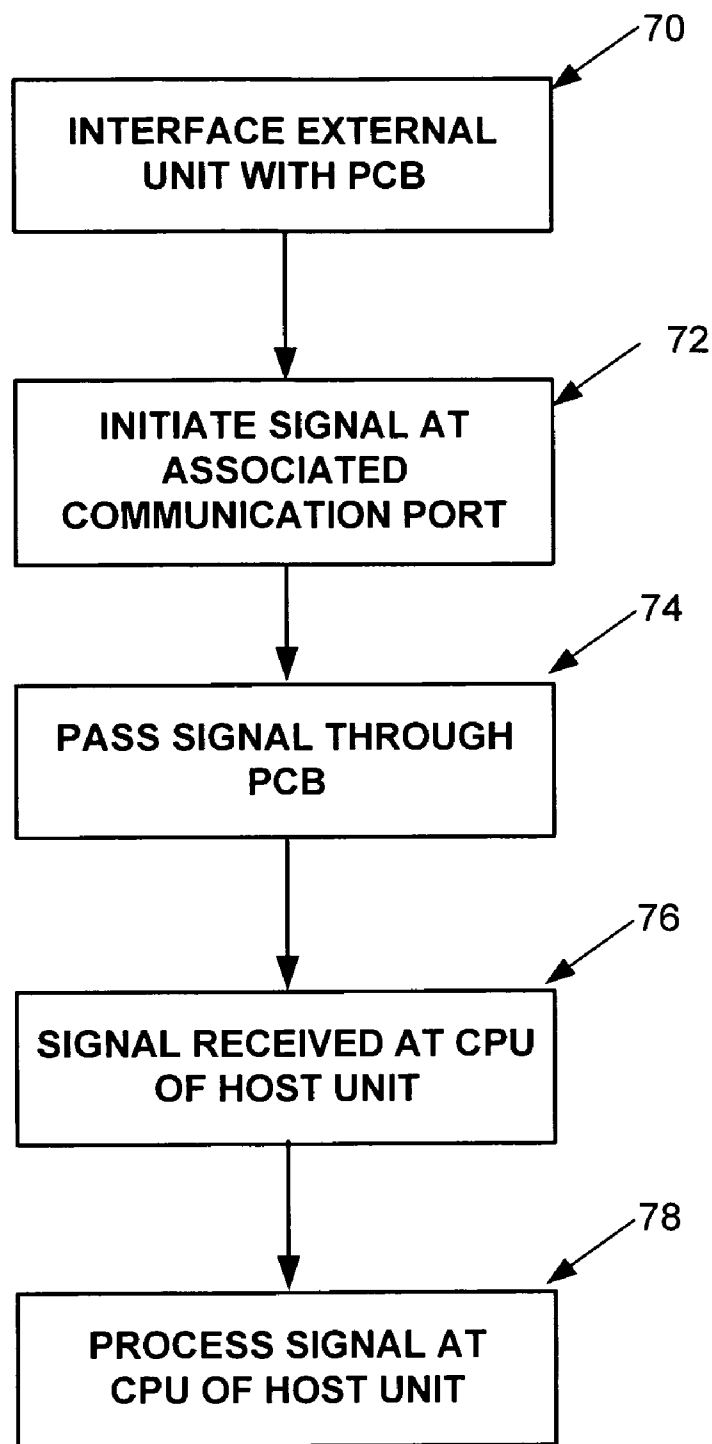 70
INTERFACE EXTERNAL
UNIT WITH PCB
72
INITIATE SIGNAL AT
ASSOCIATED
COMMUNICATION PORT
74
PASS SIGNAL THROUGH
PCB
76
SIGNAL RECEIVED AT CPU
OF HOST UNIT
78
PROCESS SIGNAL AT
CPU OF HOST UNIT